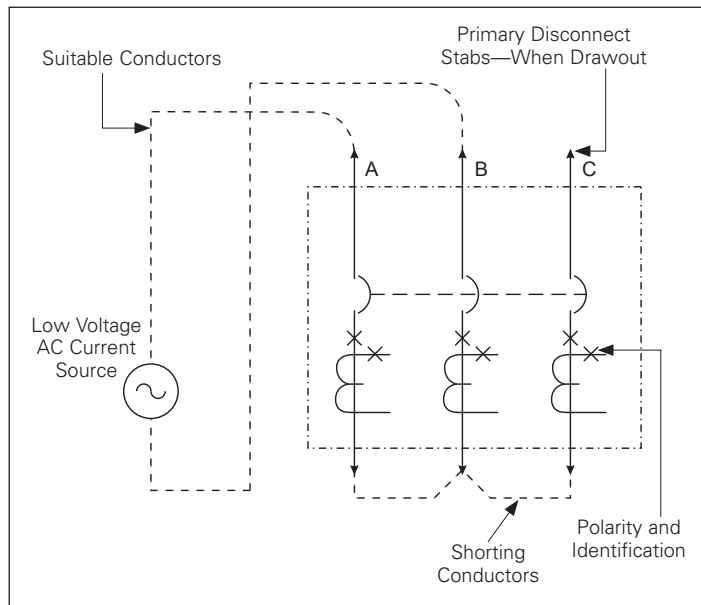 Primary Disconnect
Stabs—When Drawout
Suitable Conductors
A
B
C
Low Voltage
AC Current
Source
Polarity and
Identification
Shorting
Conductors